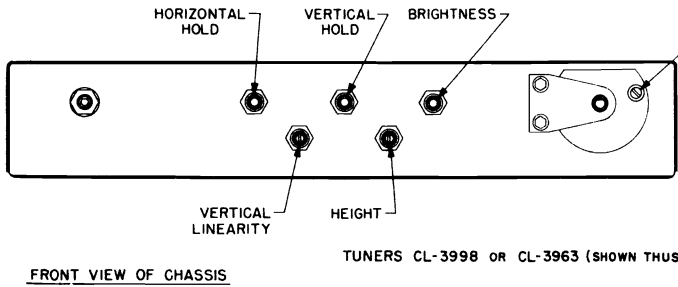 HORIZONTAL
HOLD
VERTICAL
HOLD
BRIGHTNESS
VERTICAL
LINEARITY
HEIGHT
TUNERS CL-3998 OR CL-3963 (SHOWN THUS
FRONT VIEW OF CHASSIS